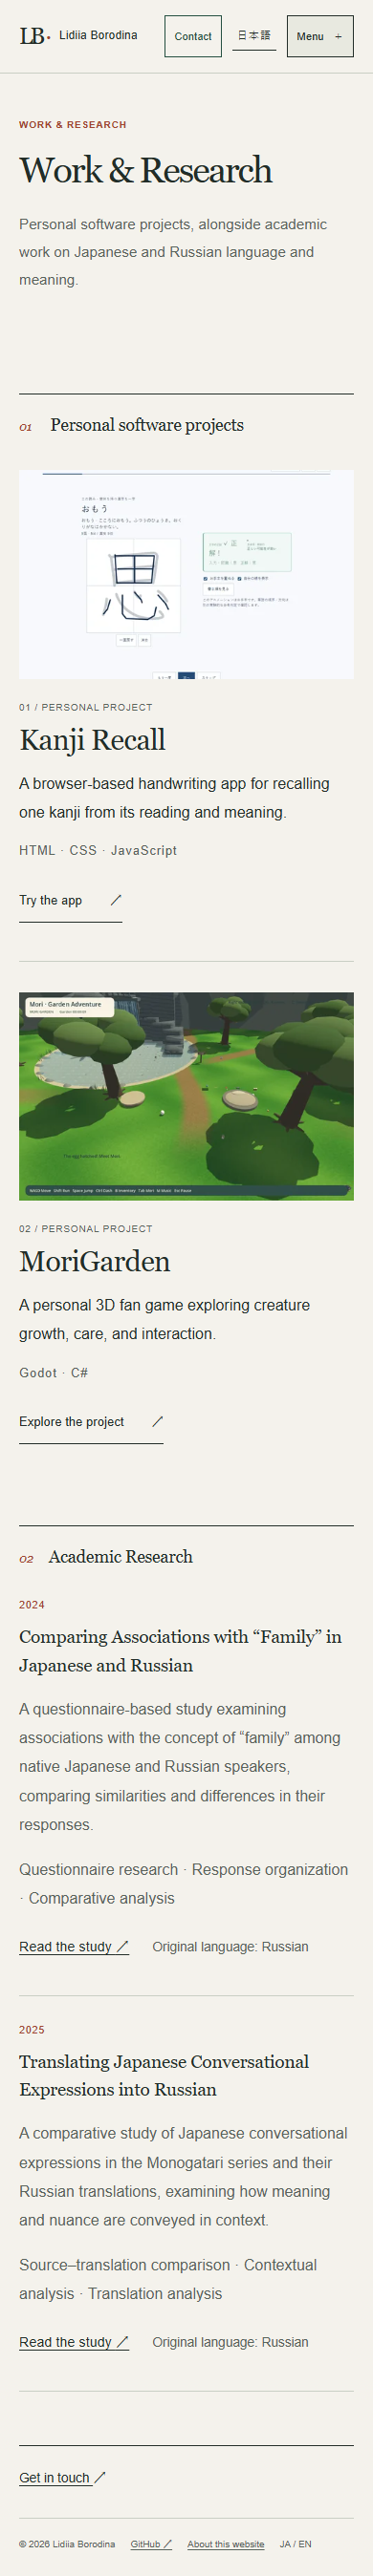 LB· Lidiia Borodina
Contact
日本語
Menu +
WORK & RESEARCH
Work & Research
Personal software projects, alongside academic
work on Japanese and Russian language and
meaning.
01 Personal software projects
おもう
思
01 / PERSONAL PROJECT
Kanji Recall
A browser-based handwriting app for recalling
one kanji from its reading and meaning.
HTML · CSS · JavaScript
Try the app
Mori · Garden Adventure
02 / PERSONAL PROJECT
MoriGarden
A personal 3D fan game exploring creature
growth, care, and interaction.
Godot · C#
Explore the project
02 Academic Research
2024
Comparing Associations with “Family” in
Japanese and Russian
A questionnaire-based study examining
associations with the concept of “family” among
native Japanese and Russian speakers,
comparing similarities and differences in their
responses.
Questionnaire research · Response organization
· Comparative analysis
Read the study Original language: Russian
2025
Translating Japanese Conversational
Expressions into Russian
A comparative study of Japanese conversational
expressions in the Monogatari series and their
Russian translations, examining how meaning
and nuance are conveyed in context.
Source–translation comparison · Contextual
analysis · Translation analysis
Read the study Original language: Russian
Get in touch
© 2026 Lidiia Borodina GitHub About this website JA / EN